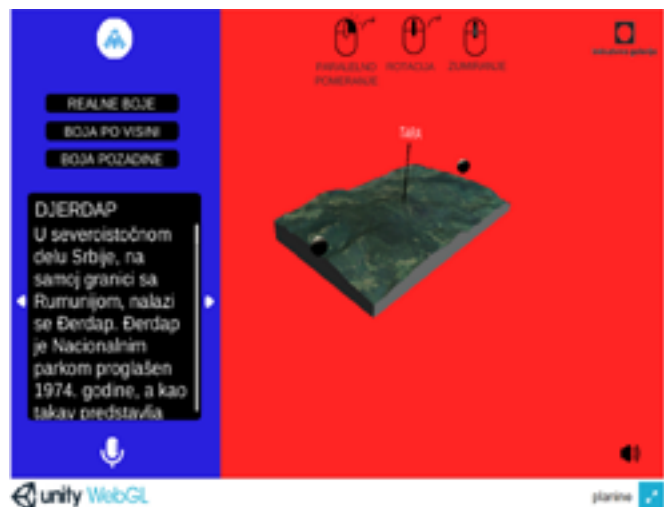 PARALELNO
POMERANJE
ROTACIJA
ZUMIRANJE
REALNE BOJE
BOJA PO VISINI
BOJA POZADINE
DJERDAP
U severoistočnom
delu Srbije, na
samoj granici sa
Rumunijom, nalazi
se Đerdap. Đerdap
je Nacionalnim
parkom proglašen
1974. godine, a kao
takav predstavlja
unity WebGL
planine